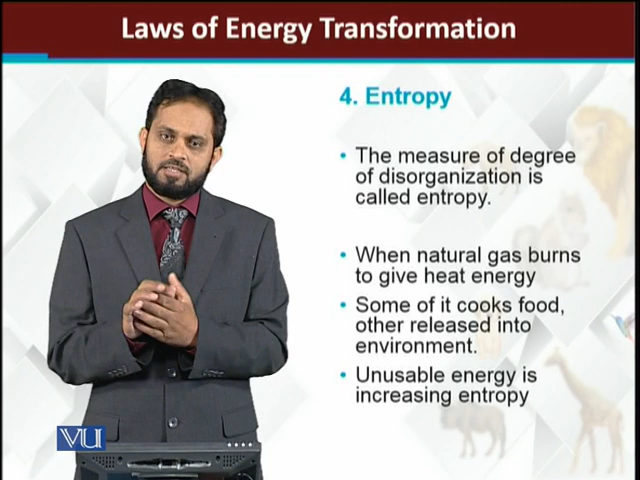 Laws of Energy Transformation
4. Entropy
• The measure of degree
of disorganization is
called entropy.
• When natural gas burns
to give heat energy
• Some of it cooks food,
other released into
environment.
• Unusable energy is
increasing entropy
VU